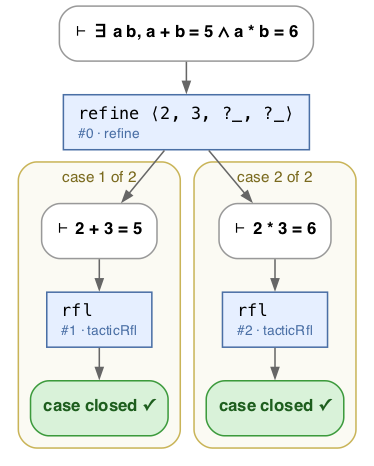 ⊢ ∃ a b, a + b = 5 ∧ a * b = 6
refine ⟨2, 3, ?_, ?_⟩
#0 · refine
case 1 of 2
case 2 of 2
⊢ 2 + 3 = 5
⊢ 2 * 3 = 6
rfl
#1 · tacticRfl
rfl
#2 · tacticRfl
case closed ✓
case closed ✓